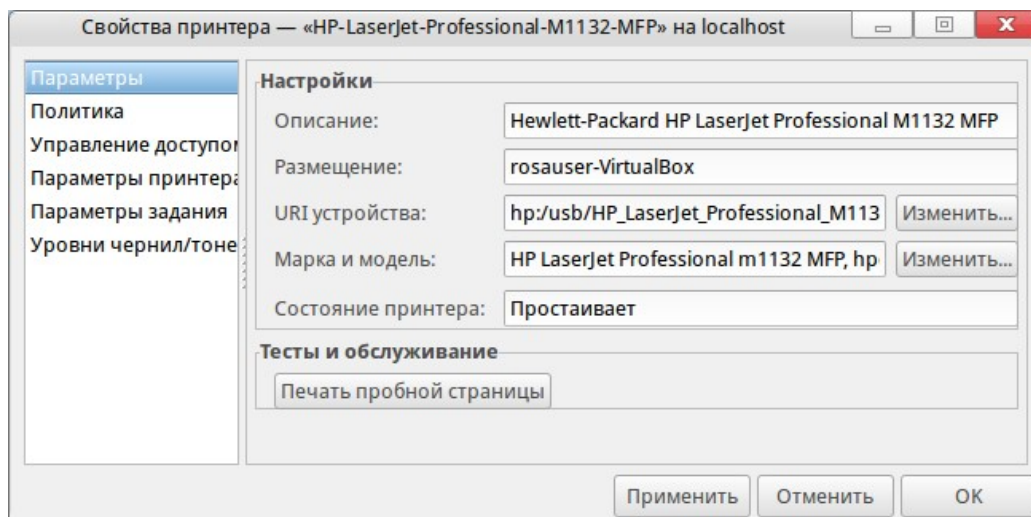 Свойства принтера — «HP-LaserJet-Professional-M1132-MFP» на localhost
Параметры
Политика
Управление доступом
Параметры принтера
Параметры задания
Уровни чернил/тоне
Настройки
Описание: Hewlett-Packard HP LaserJet Professional M1132 MFP
Размещение: rosauser-VirtualBox
URI устройства: hp:/usb/HP_LaserJet_Professional_M113 Изменить...
Марка и модель: HP LaserJet Professional m1132 MFP, hp Изменить...
Состояние принтера: Простаивает
Тесты и обслуживание
Печать пробной страницы
Применить Отменить OK